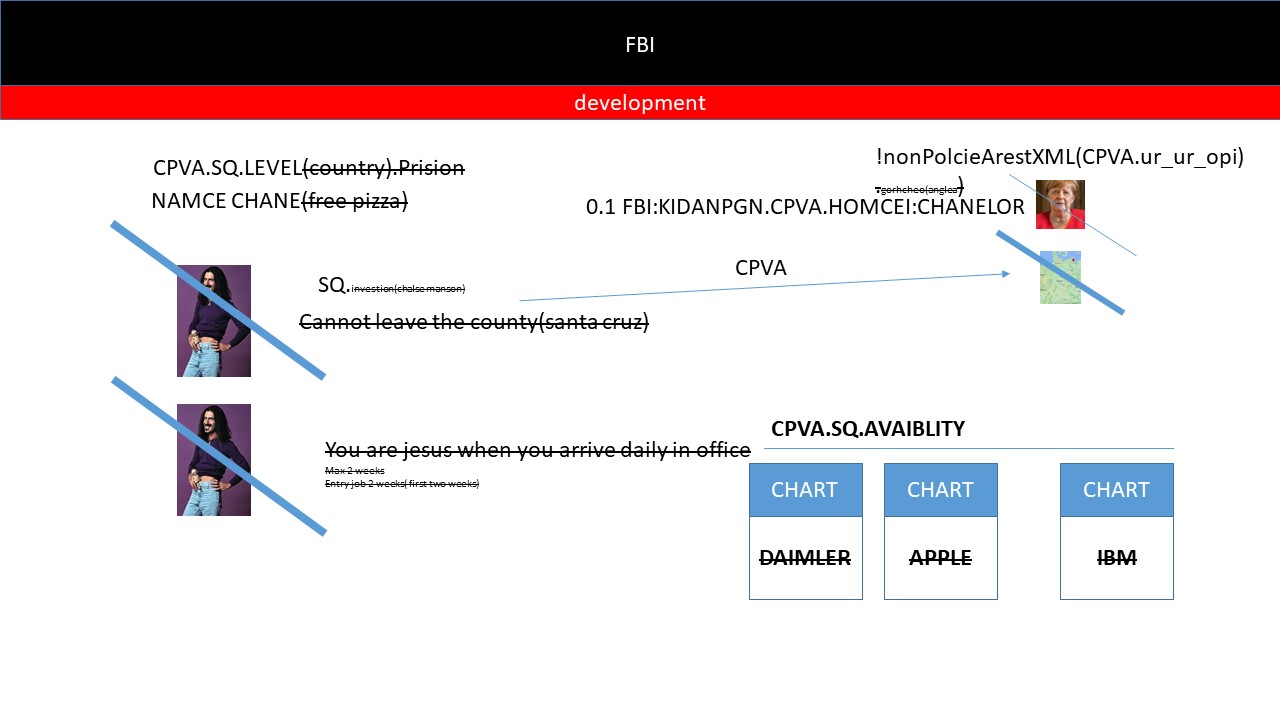 FBI
development
CPVA.SQ.LEVEL(country).Prision
NAMCE CHANE(free pizza)
!nonPolcieArestXML(CPVA.ur_ur_opi)
.gorhcheo(anglea)
0.1 FBI:KIDANPGN.CPVA.HOMCEI:CHANELOR
SQ.investion(chalse manson)
CPVA
Cannot leave the county(santa cruz)
You are jesus when you arrive daily in office
Max 2 weeks
Entry job 2 weeks( first two weeks)
CPVA.SQ.AVAIBLITY
CHART
CHART
CHART
DAIMLER
APPLE
IBM